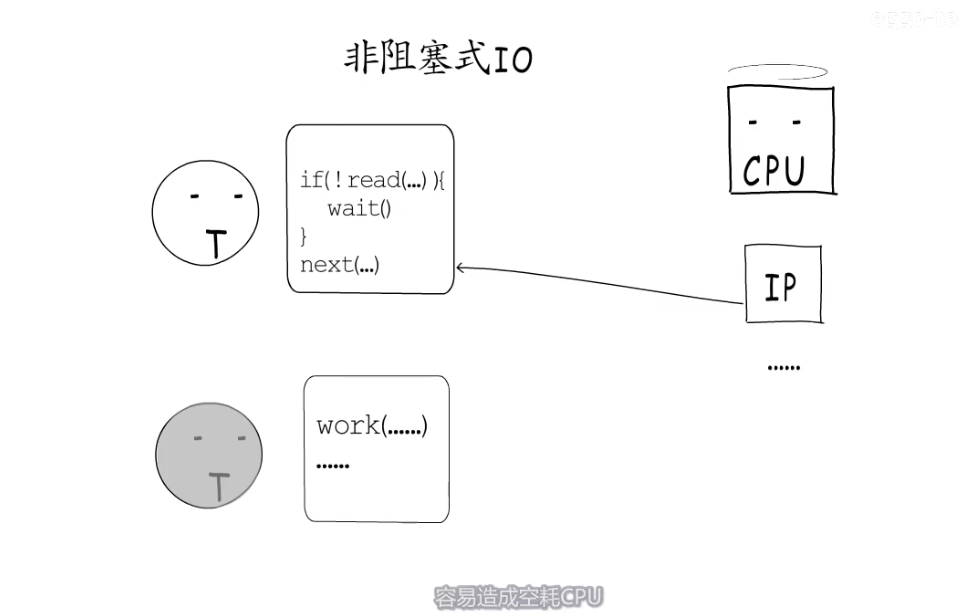 非阻塞式IO
CPU
if(!read(…)){
wait()
}
next(…)
T
IP
……
work(……)
……
T
容易造成空耗CPU